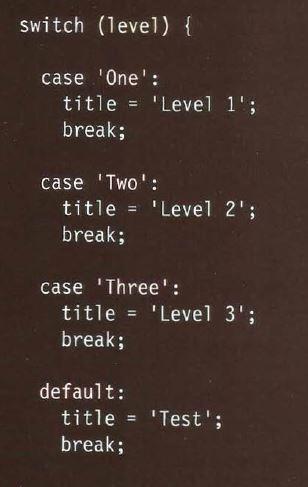 switch (level) {
case 'One':
title = 'Level 1';
break;
case 'Two':
title = 'Level 2';
break;
case 'Three':
title = 'Level 3';
break;
default:
title = 'Test';
break;